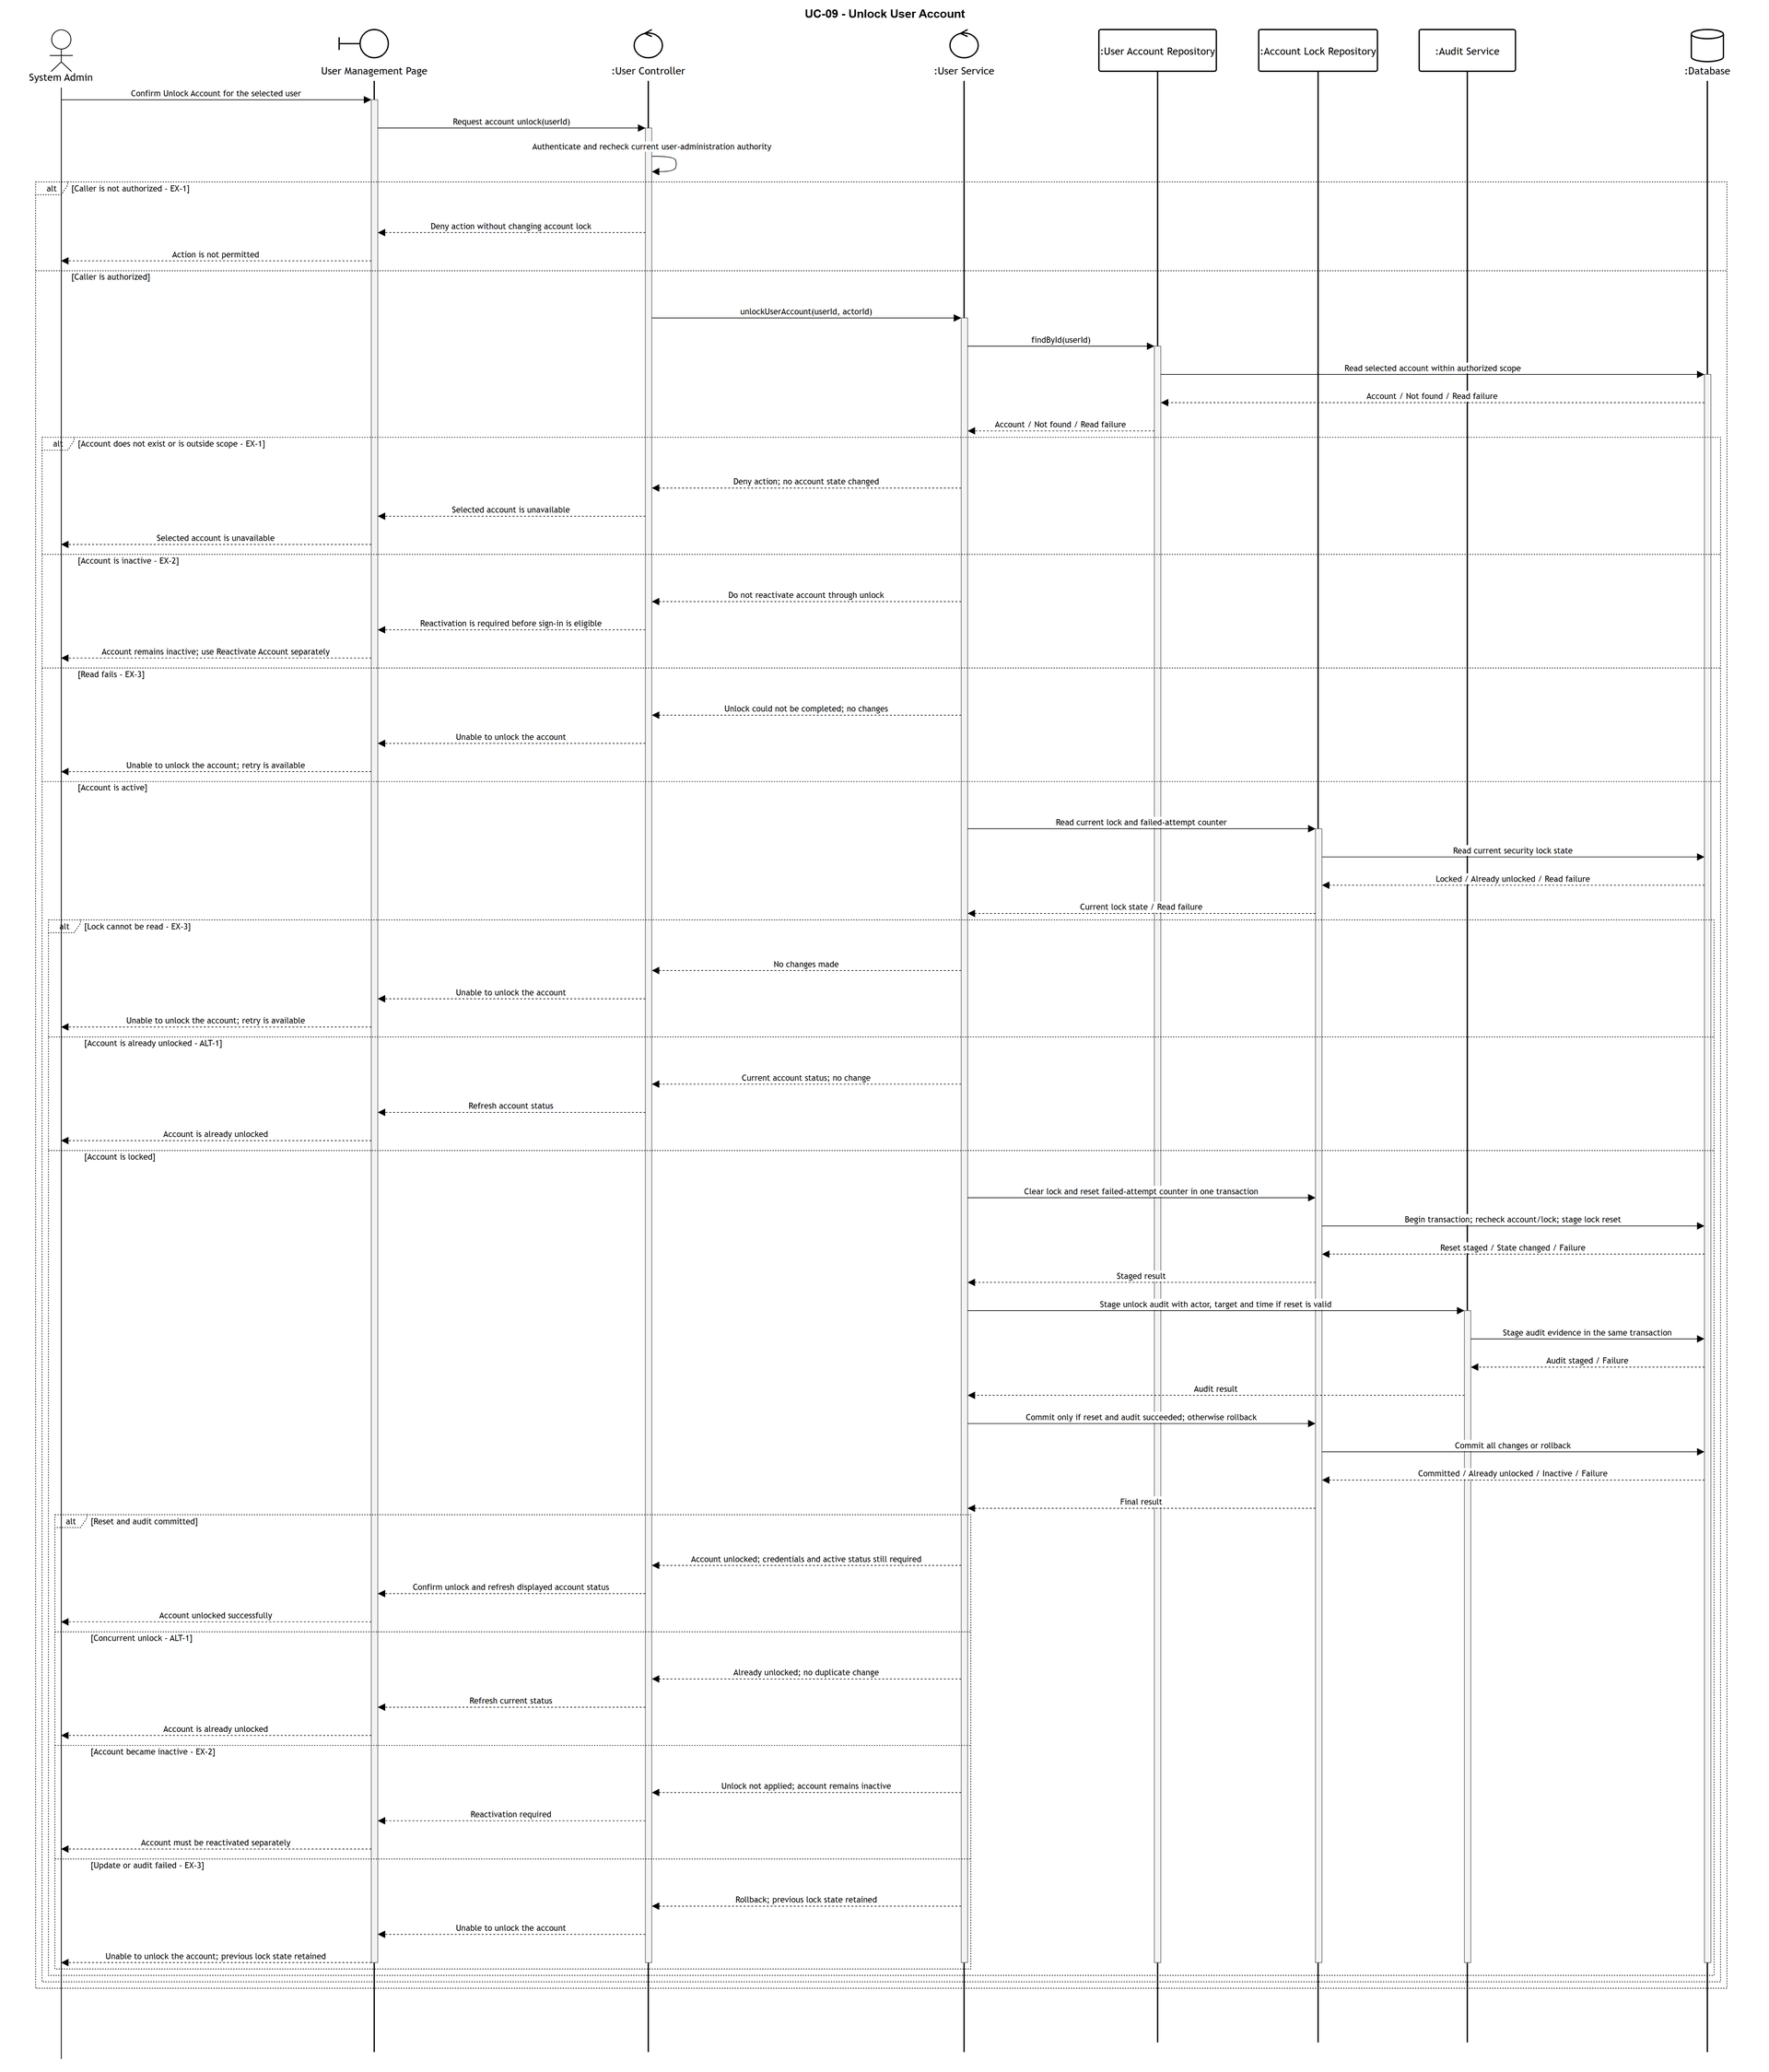 UC-09 - Unlock User Account
System Admin
User Management Page
:User Controller
:User Service
:User Account Repository
:Account Lock Repository
:Audit Service
:Database
Confirm Unlock Account for the selected user
Request account unlock(userId)
Authenticate and recheck current user-administration authority
alt
[Caller is not authorized - EX-1]
Deny action without changing account lock
Action is not permitted
[Caller is authorized]
unlockUserAccount(userId, actorId)
findById(userId)
Read selected account within authorized scope
Account / Not found / Read failure
Account / Not found / Read failure
alt
[Account does not exist or is outside scope - EX-1]
Deny action; no account state changed
Selected account is unavailable
Selected account is unavailable
[Account is inactive - EX-2]
Do not reactivate account through unlock
Reactivation is required before sign-in is eligible
Account remains inactive; use Reactivate Account separately
[Read fails - EX-3]
Unlock could not be completed; no changes
Unable to unlock the account
Unable to unlock the account; retry is available
[Account is active]
Read current lock and failed-attempt counter
Read current security lock state
Locked / Already unlocked / Read failure
Current lock state / Read failure
alt
[Lock cannot be read - EX-3]
No changes made
Unable to unlock the account
Unable to unlock the account; retry is available
[Account is already unlocked - ALT-1]
Current account status; no change
Refresh account status
Account is already unlocked
[Account is locked]
Clear lock and reset failed-attempt counter in one transaction
Begin transaction; recheck account/lock; stage lock reset
Reset staged / State changed / Failure
Staged result
Stage unlock audit with actor, target and time if reset is valid
Stage audit evidence in the same transaction
Audit staged / Failure
Audit result
Commit only if reset and audit succeeded; otherwise rollback
Commit all changes or rollback
Committed / Already unlocked / Inactive / Failure
Final result
alt
[Reset and audit committed]
Account unlocked; credentials and active status still required
Confirm unlock and refresh displayed account status
Account unlocked successfully
[Concurrent unlock - ALT-1]
Already unlocked; no duplicate change
Refresh current status
Account is already unlocked
[Account became inactive - EX-2]
Unlock not applied; account remains inactive
Reactivation required
Account must be reactivated separately
[Update or audit failed - EX-3]
Rollback; previous lock state retained
Unable to unlock the account
Unable to unlock the account; previous lock state retained